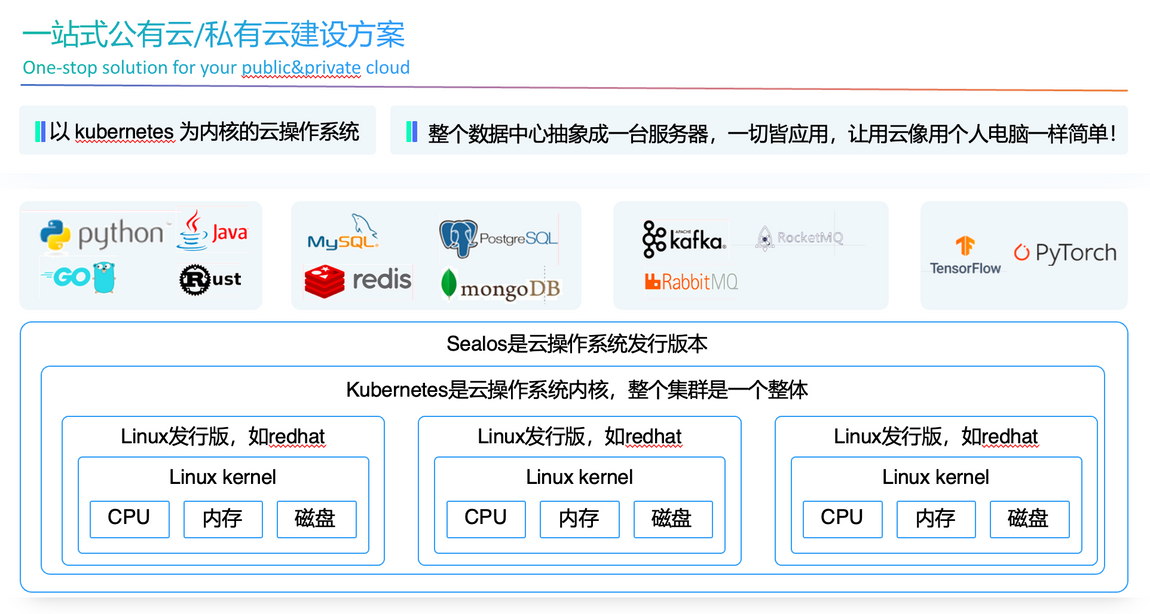 一站式公有云/私有云建设方案
One-stop solution for your public&private cloud
以 kubernetes 为内核的云操作系统
整个数据中心抽象成一台服务器，一切皆应用，让用云像用个人电脑一样简单！
python
Java
GO
Rust
MySQL
PostgreSQL
redis
mongoDB
APACHE
kafka
RocketMQ
RabbitMQ
TensorFlow
PyTorch
Sealos是云操作系统发行版本
Kubernetes是云操作系统内核，整个集群是一个整体
Linux发行版，如redhat
Linux kernel
CPU
内存
磁盘
Linux发行版，如redhat
Linux kernel
CPU
内存
磁盘
Linux发行版，如redhat
Linux kernel
CPU
内存
磁盘